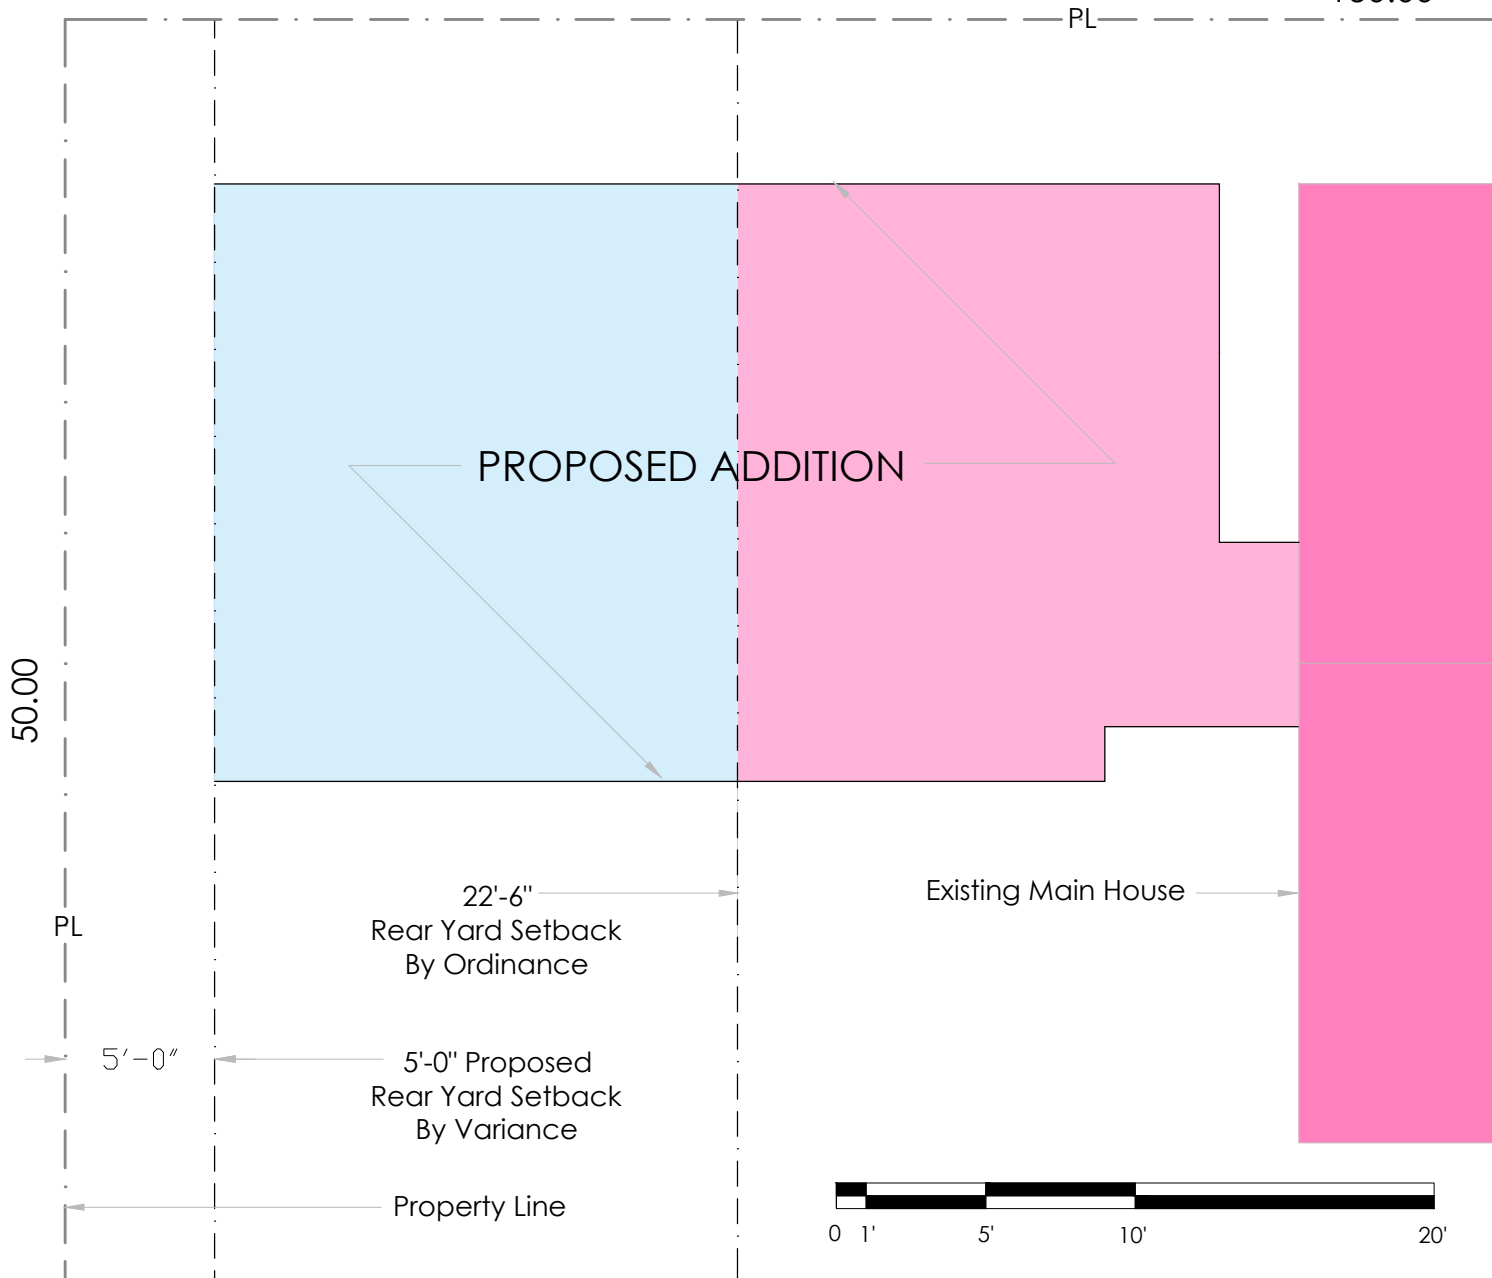 PL
PROPOSED ADDITION
50.00
22'-6"
Rear Yard Setback
By Ordinance
Existing Main House
PL
5'-0"
5'-0" Proposed
Rear Yard Setback
By Variance
Property Line
0 1' 5' 10' 20'